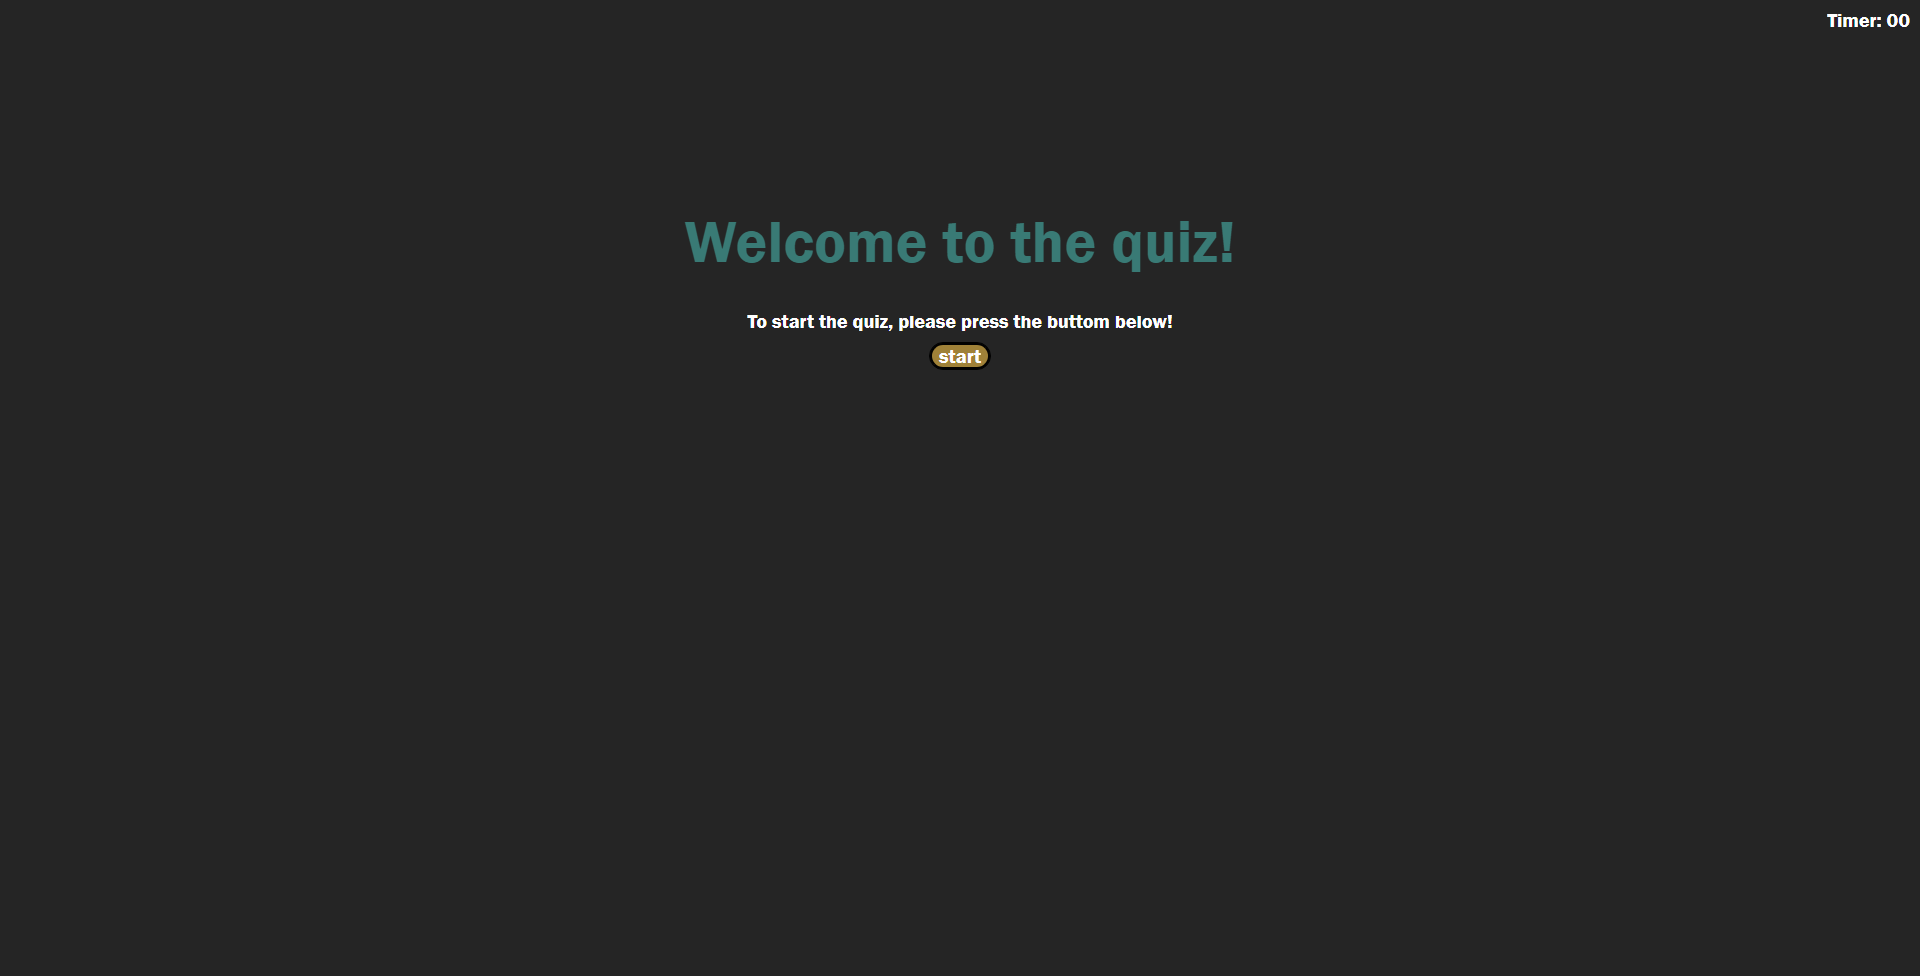 Timer: 00
Welcome to the quiz!
To start the quiz, please press the buttom below!
start